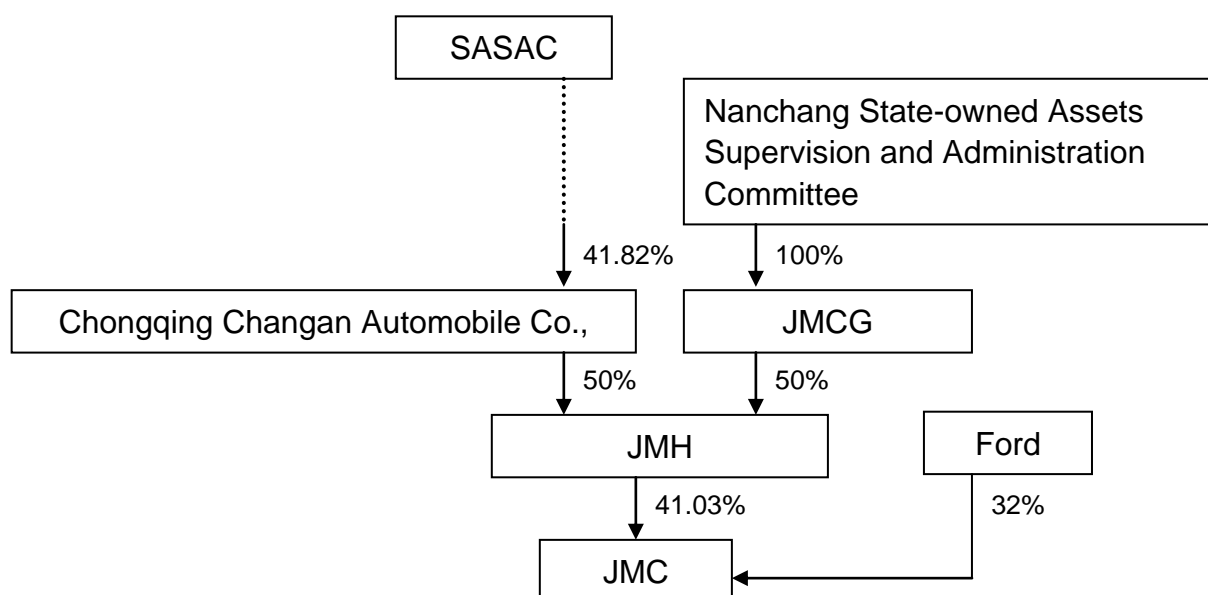 SASAC
Nanchang State-owned Assets
Supervision and Administration
Committee
41.82%
100%
Chongqing Changan Automobile Co.,
JMCG
50%
50%
JMH
Ford
41.03%
32%
JMC